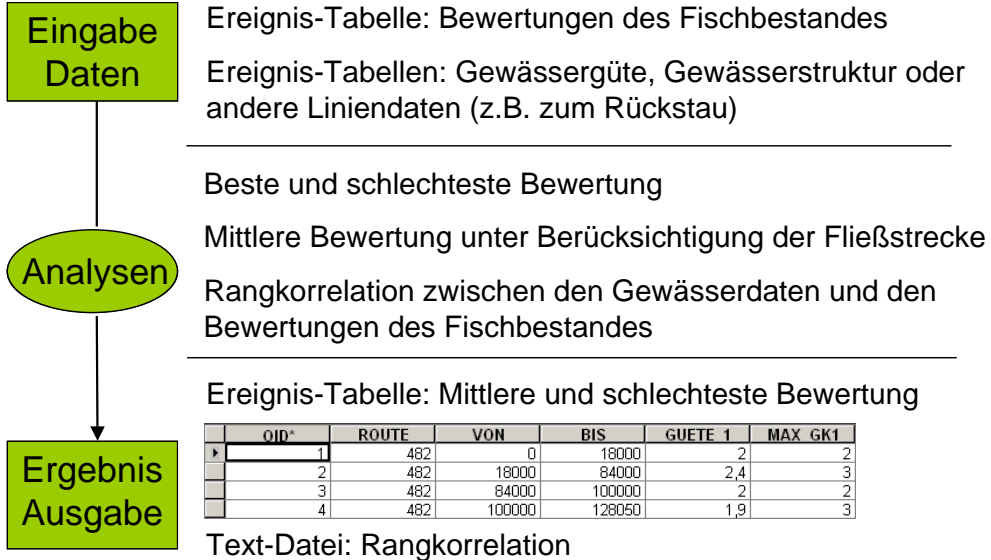 Eingabe
Daten
Ereignis-Tabelle: Bewertungen des Fischbestandes
Ereignis-Tabellen: Gewässergüte, Gewässerstruktur oder
andere Liniendaten (z.B. zum Rückstau)
Analysen
Beste und schlechteste Bewertung
Mittlere Bewertung unter Berücksichtigung der Fließstrecke
Rangkorrelation zwischen den Gewässerdaten und den
Bewertungen des Fischbestandes
Ergebnis
Ausgabe
Ereignis-Tabelle: Mittlere und schlechteste Bewertung
OID* ROUTE VON BIS GUETE_1 MAX_GK1
1 482 0 18000 2 2
2 482 18000 84000 2,4 3
3 482 84000 100000 2 2
4 482 100000 128050 1,9 3
Text-Datei: Rangkorrelation